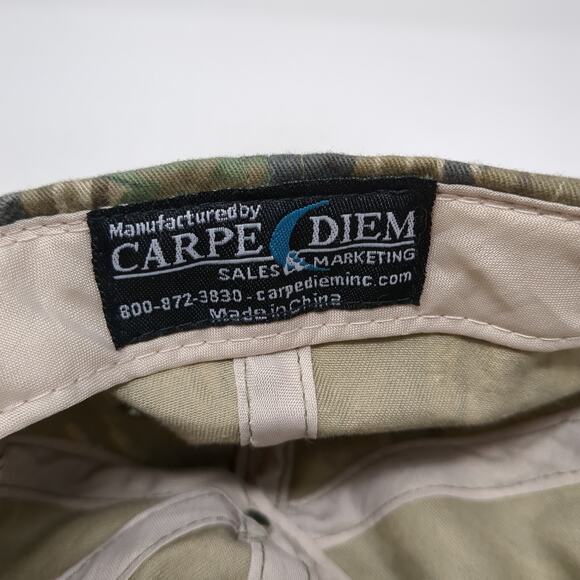 Manufactured by
CARPE DIEM
SALES & MARKETING
800-872-3830 - carpedieminc.com
Made in China